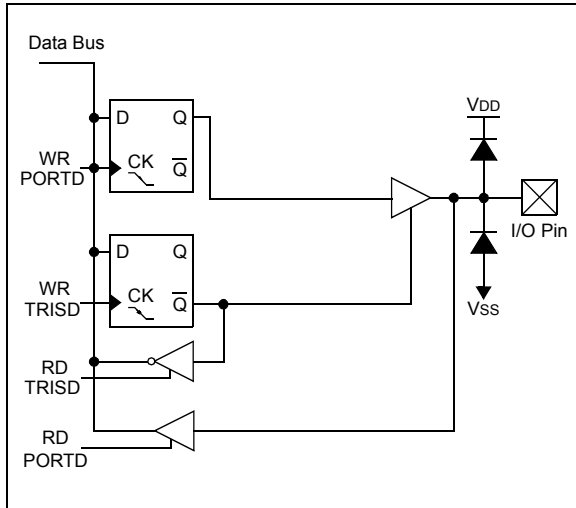 Data Bus
D Q
WR
PORTD
CK
Q̅
VDD
I/O Pin
D Q
WR
TRISD
CK
Q̅
VSS
RD
TRISD
RD
PORTD